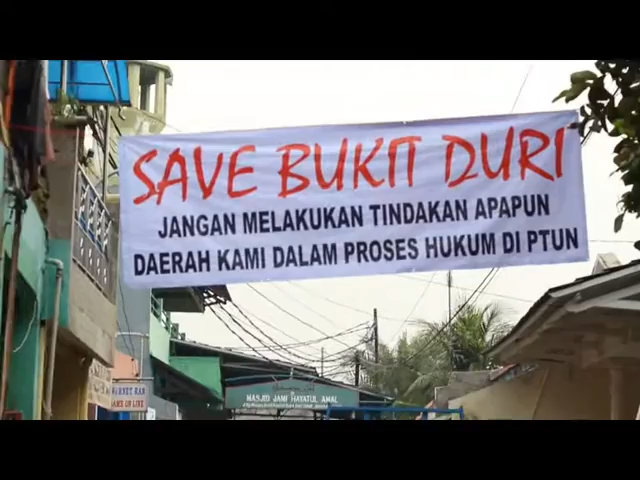 SAVE BUKIT DURI
JANGAN MELAKUKAN TINDAKAN APAPUN
DAERAH KAMI DALAM PROSES HUKUM DI PTUN
MASJID JAMI' HAYATUL AMAL